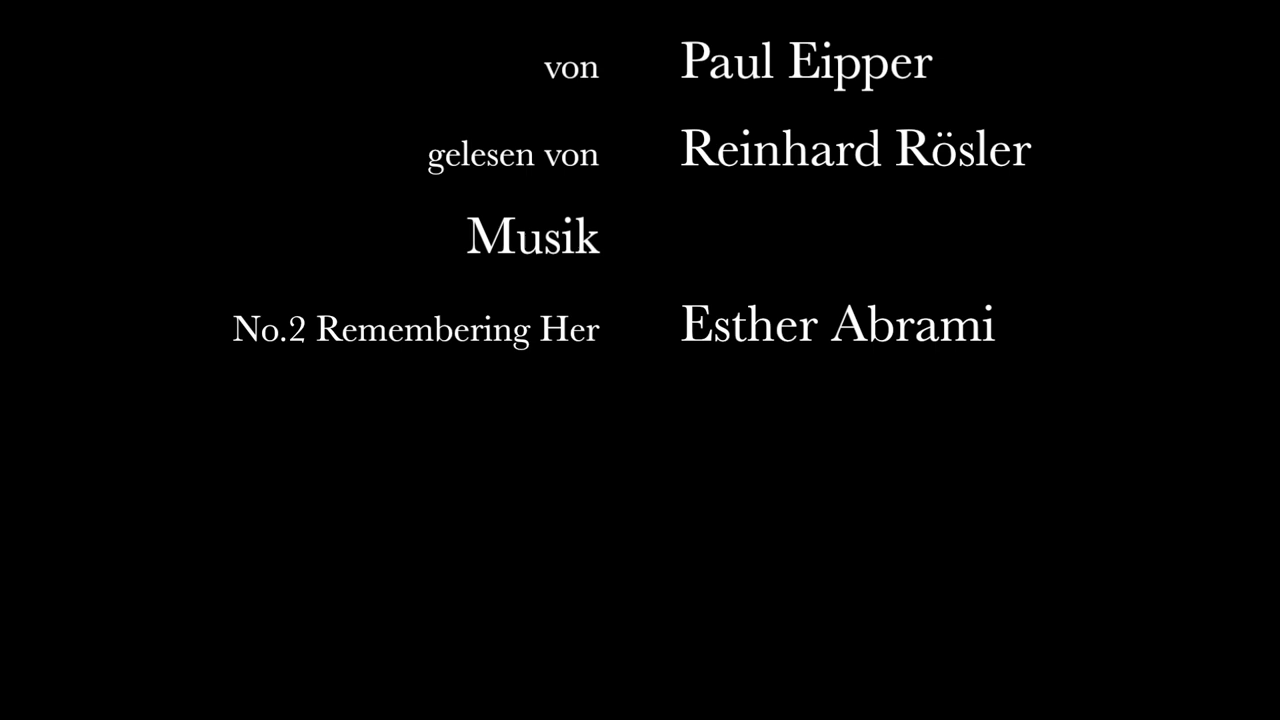 von Paul Eipper
gelesen von Reinhard Rösler
Musik
No.2 Remembering Her Esther Abrami